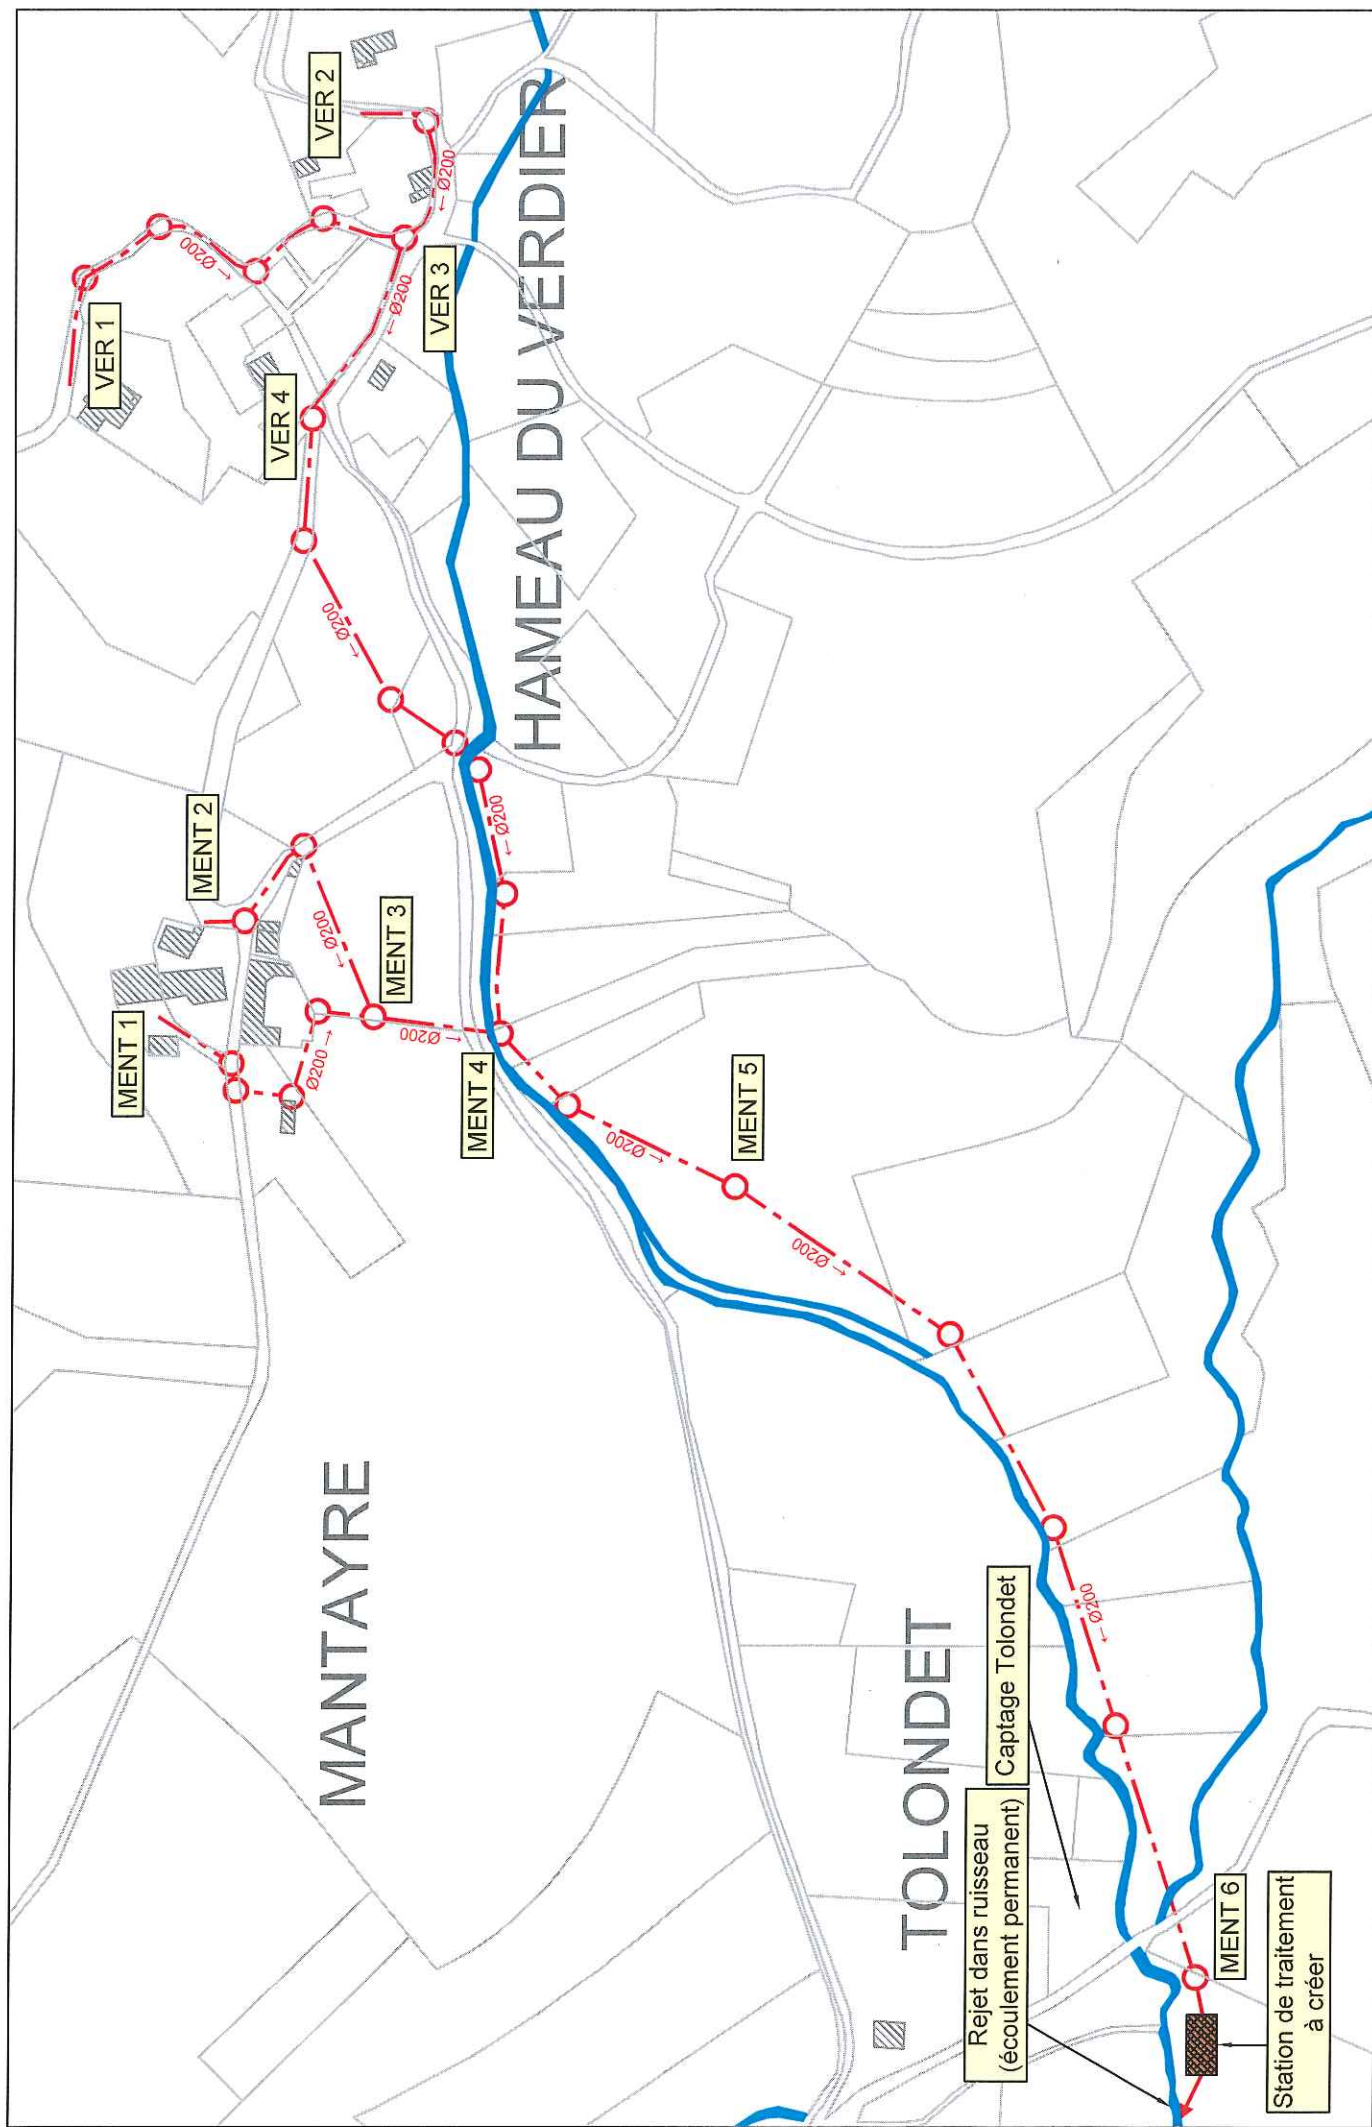 VER 1
VER 2
VER 3
VER 4
← Ø200
← Ø200
← Ø200
← Ø200
HAMEAU DU VERDIER
MENT 1
MENT 2
MENT 3
MENT 4
MENT 5
MENT 6
← Ø200
← Ø200
Ø200 →
← Ø200
← Ø200
← Ø200
← Ø200
MANTAYRE
TOLONDET
Captage Tolondet
Rejet dans ruisseau
(écoulement permanent)
Station de traitement
à créer